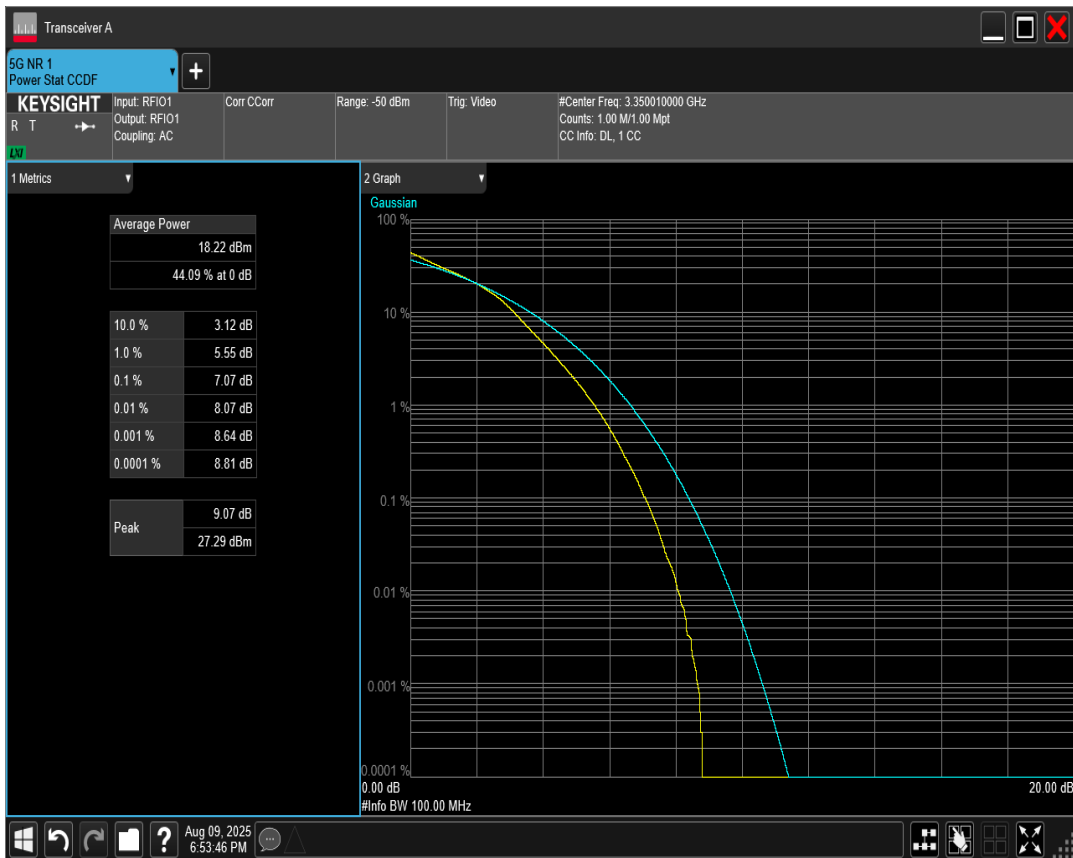 Transceiver A
5G NR 1
Power Stat CCDF
KEYSIGHT
R T
LXI
Input: RFIO1
Output: RFIO1
Coupling: AC
Corr CCorr
Range: -50 dBm
Trig: Video
#Center Freq: 3.350010000 GHz
Counts: 1.00 M/1.00 Mpt
CC Info: DL, 1 CC
1 Metrics
Average Power
18.22 dBm
44.09 % at 0 dB
10.0 % 3.12 dB
1.0 % 5.55 dB
0.1 % 7.07 dB
0.01 % 8.07 dB
0.001 % 8.64 dB
0.0001 % 8.81 dB
Peak 9.07 dB
27.29 dBm
2 Graph
Gaussian
100 %
10 %
1 %
0.1 %
0.01 %
0.001 %
0.0001 %
0.00 dB 20.00 dB
#Info BW 100.00 MHz
? Aug 09, 2025
6:53:46 PM